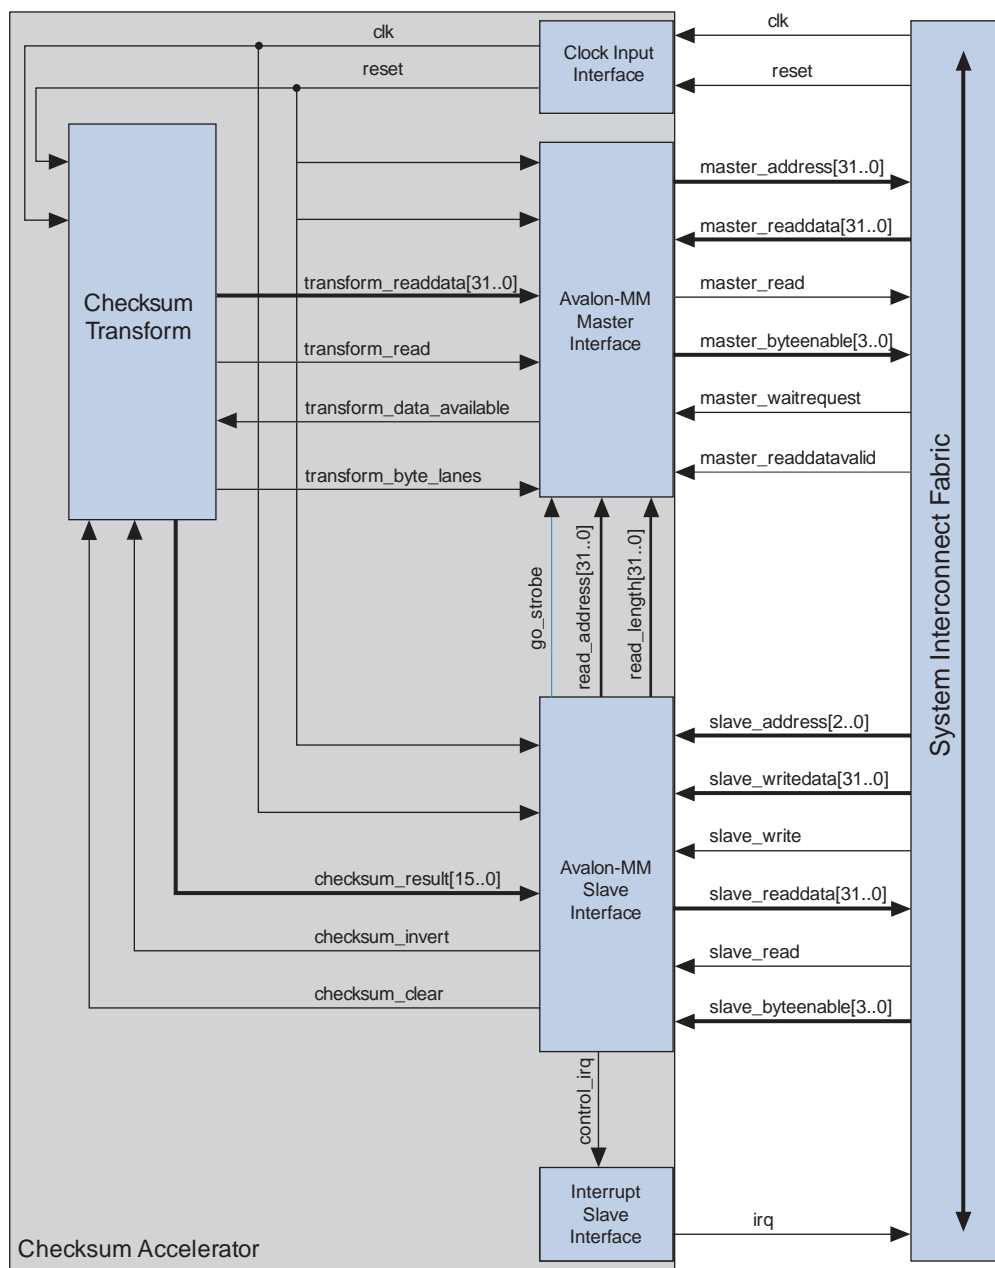 clk
clk
Clock Input
Interface
reset
reset
master_address[31..0]
master_readdata[31..0]
Checksum
Transform
transform_readdata[31..0]
Avalon-MM
Master
Interface
master_read
transform_read
master_byteenable[3..0]
transform_data_available
master_waitrequest
transform_byte_lanes
master_readdatavalid
go_strobe
read_address[31..0]
read_length[31..0]
System Interconnect Fabric
slave_address[2..0]
slave_writedata[31..0]
slave_write
Avalon-MM
Slave
Interface
checksum_result[15..0]
slave_readdata[31..0]
checksum_invert
slave_read
checksum_clear
slave_byteenable[3..0]
control_irq
Interrupt
Slave
Interface
irq
Checksum Accelerator